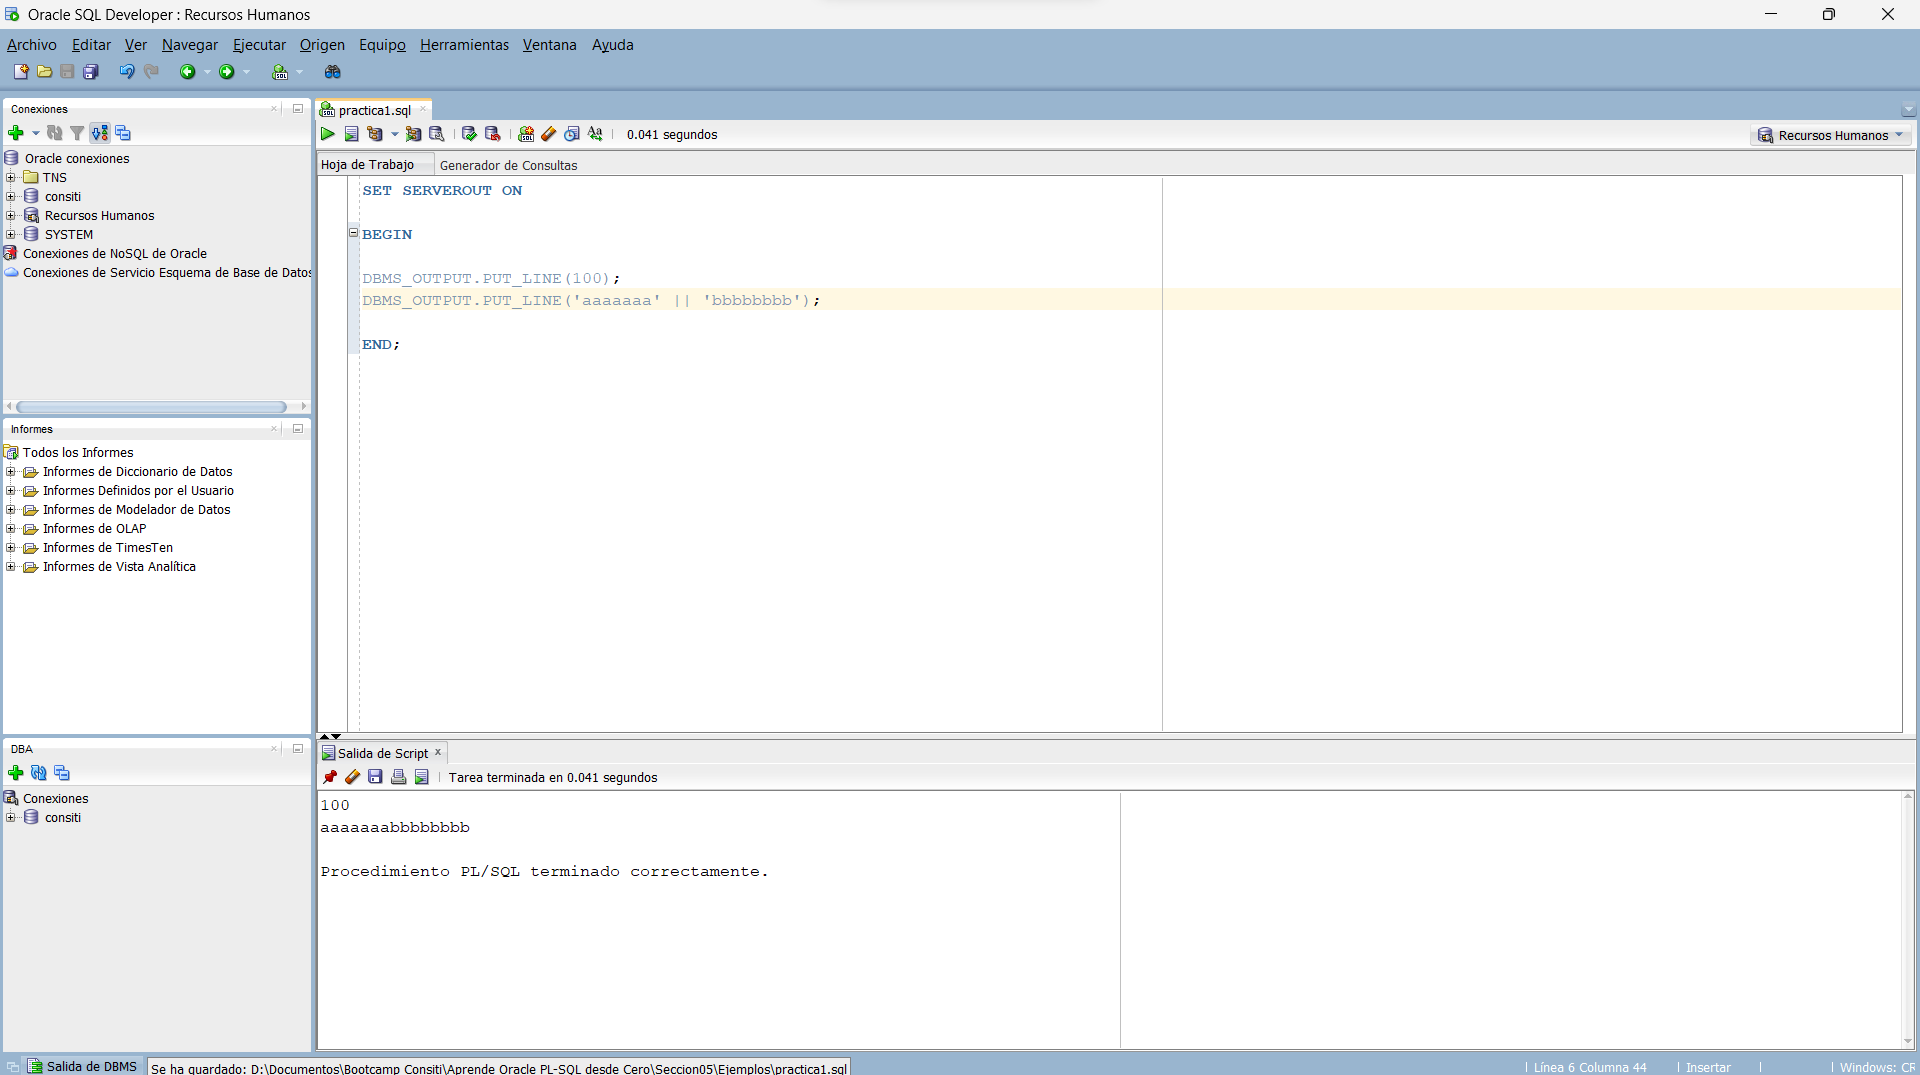 Oracle SQL Developer : Recursos Humanos
Archivo Editar Ver Navegar Ejecutar Origen Equipo Herramientas Ventana Ayuda
Conexiones
Oracle conexiones
TNS
consiti
Recursos Humanos
SYSTEM
Conexiones de NoSQL de Oracle
Conexiones de Servicio Esquema de Base de Datos
Informes
Todos los Informes
Informes de Diccionario de Datos
Informes Definidos por el Usuario
Informes de Modelador de Datos
Informes de OLAP
Informes de TimesTen
Informes de Vista Analítica
DBA
Conexiones
consiti
practica1.sql
0.041 segundos
Recursos Humanos
Hoja de Trabajo Generador de Consultas
SET SERVEROUT ON
BEGIN
DBMS_OUTPUT.PUT_LINE(100);
DBMS_OUTPUT.PUT_LINE('aaaaaaa' || 'bbbbbbbb');
END;
Salida de Script
Tarea terminada en 0.041 segundos
100
aaaaaaabbbbbbbb
Procedimiento PL/SQL terminado correctamente.
Salida de DBMS
Se ha guardado: D:\Documentos\Bootcamp Consiti\Aprende Oracle PL-SQL desde Cero\Seccion05\Ejemplos\practica1.sql
Línea 6 Columna 44
Insertar
Windows: CR